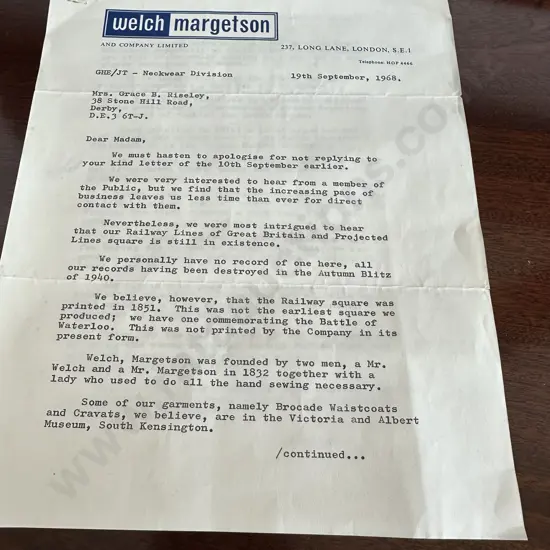 welch margetson
AND COMPANY LIMITED
237, LONG LANE, LONDON, S.E.1
Telephone: HOP 4466
GHE/JT - Neckwear Division
19th September, 1968.
Mrs. Grace B. Riseley,
38 Stone Hill Road,
Derby,
D.E.3 6T-J.
Dear Madam,
We must hasten to apologise for not replying to
your kind letter of the 10th September earlier.
We were very interested to hear from a member of
the Public, but we find that the increasing pace of
business leaves us less time than ever for direct
contact with them.
Nevertheless, we were most intrigued to hear
that our Railway Lines of Great Britain and Projected
Lines square is still in existence.
We personally have no record of one here, all
our records having been destroyed in the Autumn Blitz
of 1940.
We believe, however, that the Railway square was
printed in 1851. This was not the earliest square we
produced; we have one commemorating the Battle of
Waterloo. This was not printed by the Company in its
present form.
Welch, Margetson was founded by two men, a Mr.
Welch and a Mr. Margetson in 1832 together with a
lady who used to do all the hand sewing necessary.
Some of our garments, namely Brocade Waistcoats
and Cravats, we believe, are in the Victoria and Albert
Museum, South Kensington.
/continued...